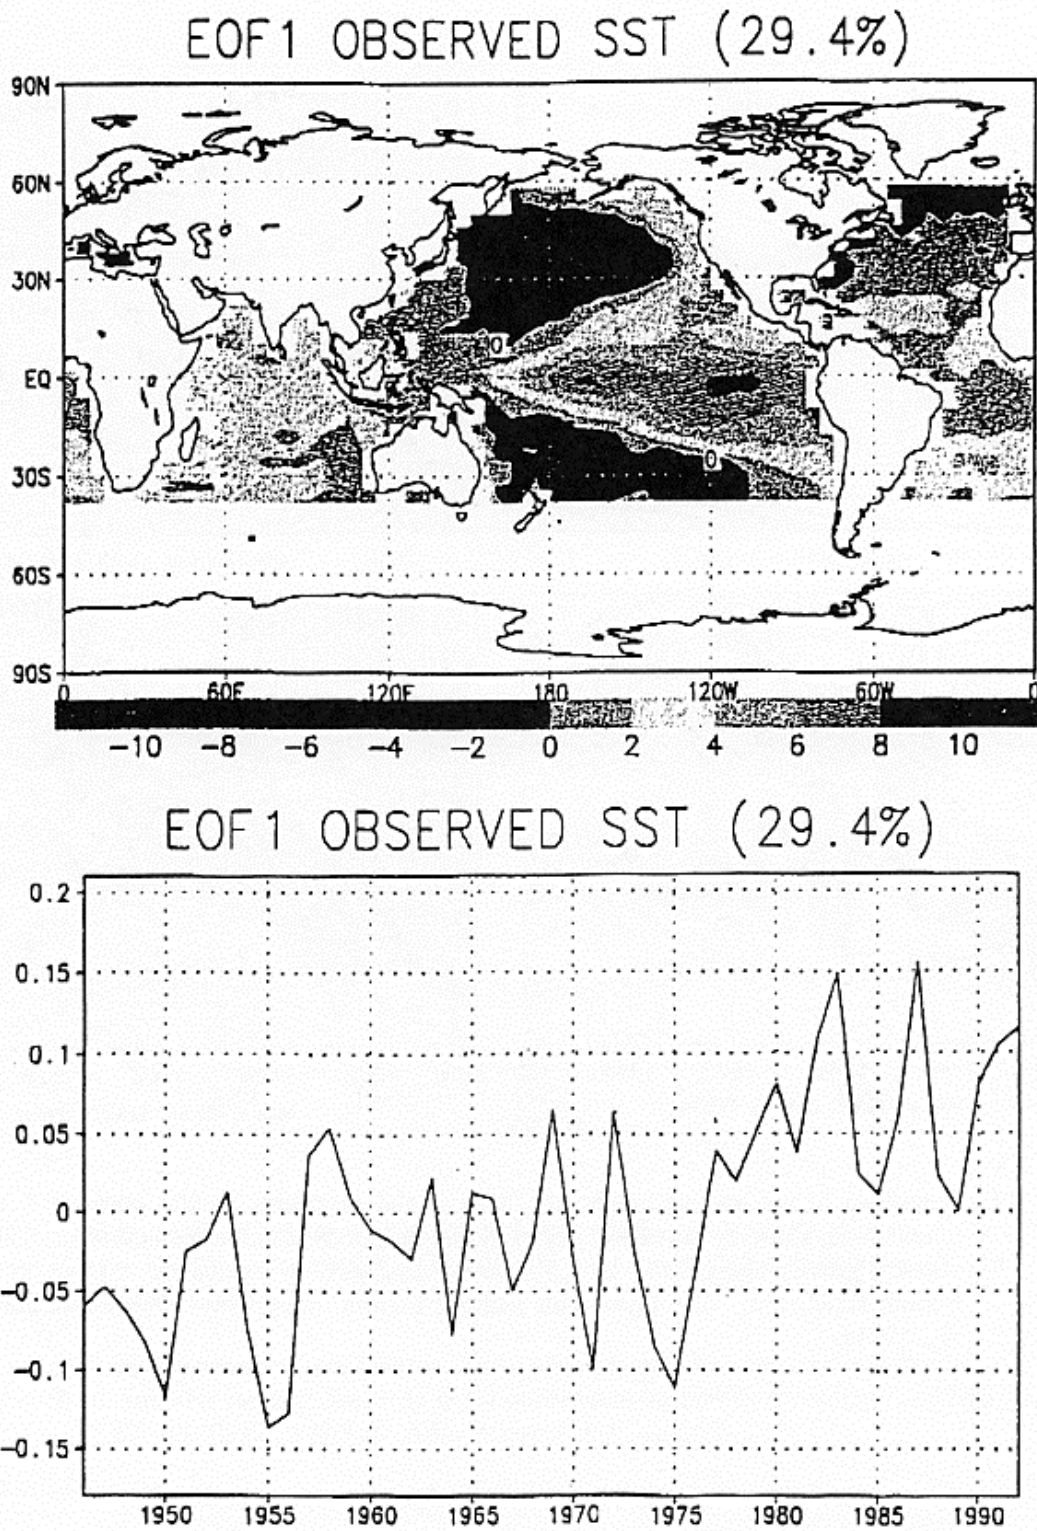 EOF1 OBSERVED SST (29.4%)
90N
60N
30N
EQ
30S
60S
90S
0
0
0 60E 120E 180 120W 60W 0
-10 -8 -6 -4 -2 0 2 4 6 8 10
EOF1 OBSERVED SST (29.4%)
0.2
0.15
0.1
0.05
0
-0.05
-0.1
-0.15
1950 1955 1960 1965 1970 1975 1980 1985 1990